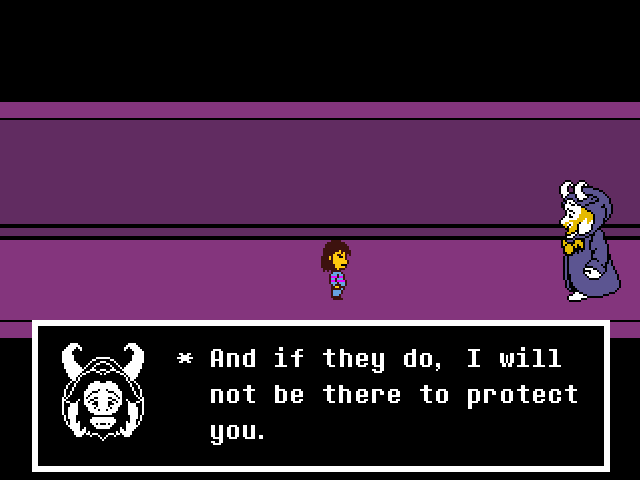 * And if they do, I will
not be there to protect
you.